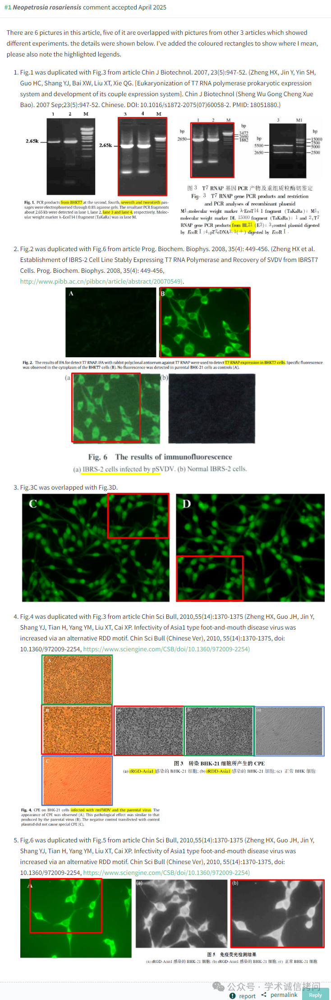 #1 Neopetrosia rosariensis comment accepted April 2025
There are 6 pictures in this article, five of it are overlapped with pictures from other 3 articles which showed
different experiments. the details were shown below. I've added the coloured rectangles to show where I mean,
please also note the highlighted legends.
1. Fig.1 was duplicated with Fig.3 from article Chin J Biotechnol. 2007, 23(5):947-52. (Zheng HX, Jin Y, Yin SH,
Guo HC, Shang YJ, Bai XW, Liu XT, Xie QG. [Eukaryonization of T7 RNA polymerase prokaryotic expression
system and development of its couple expression system]. Chin J Biotechnol (Sheng Wu Gong Cheng Xue
Bao). 2007 Sep;23(5):947-52. Chinese. DOI: 10.1016/s1872-2075(07)60058-2. PMID: 18051880.)
1 2 M
2.65k
3 4 M
2.65k
1 2 M
bp
2650
bp
3472
2690
1882
3 M1
bp
5500
2650
bp
15000
7500
5000
2500
Fig. 1. PCR products from BHKT7 at the second, fourth, seventh and twentieth pas-
sages were electrophoresed through 0.8% agarose gels. The resultant PCR fragments
about 2.65 kb were detected in lane 1, lane 2, lane 3 and lane 4, respectively. Molec-
ular weight marker λ-EcoT14 I fragment (TaKaRa) was in lane M.
图 3 T7 RNAP 基因 PCR 产物及重组质粒酶切鉴定
Fig. 3 T7 RNAP gene PCR products and restriction
and PCR analyses of recombinant plasmid
M1:molecular weight marker λ-EcoT14 I fragment (TaKaRa); M1:
molecular weight marker DL 15000 fragment (TaKaRa); 1 and 2:T7
RNAP gene PCR products from BL21 (E3); 3:control plasmid digested
by EcoR I ;4:pT7cDNA3.1(+) digested by EcoR I .
2. Fig.2 was duplicated with Fig.6 from article Prog. Biochem. Biophys. 2008, 35(4): 449-456. (Zheng HX et al.
Establishment of IBRS-2 Cell Line Stably Expressing T7 RNA Polymerase and Recovery of SVDV from IBRST7
Cells. Prog. Biochem. Biophys. 2008, 35(4): 449-456,
http://www.pibb.ac.cn/pibbcn/article/abstract/20070549).
A
B
Fig. 2. The results of IFA for detect T7 RNAP. IFA with rabbit polyclonal antiserum against T7 RNAP were used to detect T7 RNAP expression in BHKT7 cells. Specific fluorescence
was observed in the cytoplasm of the BHKT7 cells (B). No fluorescence was detected in parental BHK-21 cells as controls (A).
(a
(b)
Fig. 6 The results of immunofluorescence
(a) IBRS-2 cells infected by pSVDV. (b) Normal IBRS-2 cells.
3. Fig.3C was overlapped with Fig.3D.
C
D
4. Fig.4 was duplicated with Fig.3 from article Chin Sci Bull, 2010,55(14):1370-1375 (Zheng HX, Guo JH, Jin Y,
Shang YJ, Tian H, Yang YM, Liu XT, Cai XP. Infectivity of Asia1 type foot-and-mouth disease virus was
increased via an alternative RDD motif. Chin Sci Bull (Chinese Ver), 2010, 55(14):1370-1375, doi:
10.1360/972009-2254, https://www.sciengine.com/CSB/doi/10.1360/972009-2254)
A
B
(a)
(b)
(c)
C
图 3 转染 BHK-21 细胞所产生的 CPE
(a) rRGD-Asia1 感染的 BHK-21 细胞; (b) rRDD-Asia1 感染的 BHK-21 细胞; (c) 正常 BHK 细胞
Fig. 4. CPE on BHK-21 cells infected with rmFMDV and the parental virus. The
appearance of CPE was observed (A). This pathological effect was similar to that
produced by the parental virus (B). The negative control transfected with control
plasmid did not cause special CPE (C).
5. Fig.6 was duplicated with Fig.5 from article Chin Sci Bull, 2010,55(14):1370-1375 (Zheng HX, Guo JH, Jin Y,
Shang YJ, Tian H, Yang YM, Liu XT, Cai XP. Infectivity of Asia1 type foot-and-mouth disease virus was
increased via an alternative RDD motif. Chin Sci Bull (Chinese Ver), 2010, 55(14):1370-1375, doi:
10.1360/972009-2254, https://www.sciengine.com/CSB/doi/10.1360/972009-2254)
A
(a)
(b)
图 5 免疫荧光检测结果
(a) rRGD-Asia1 感染的 BHK-21 细胞; (b) rRGD-Asia1 感染的 BHK-21 细胞; (c) 正常 BHK-21 细胞
公众号 · 学术诚信拷问
report permalink Reply